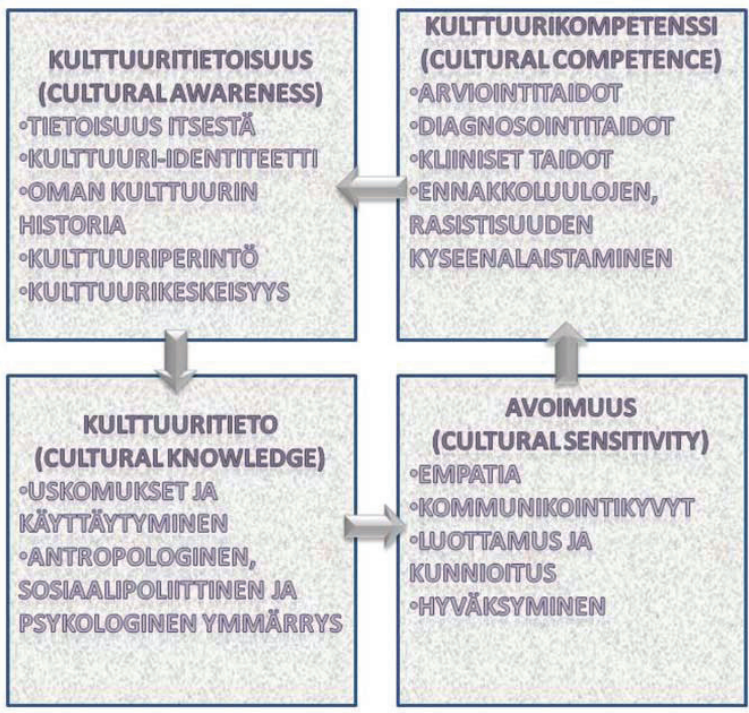 KULTTUURITIETOISUUS
(CULTURAL AWARENESS)
•TIETOISUUS ITSESTÄ
•KULTTUURI-IDENTITEETTI
•OMAN KULTTUURIN
HISTORIA
•KULTTUURIPERINTÖ
•KULTTUURIKESKEISYYS
KULTTUURITIETO
(CULTURAL KNOWLEDGE)
•USKOMUKSET JA
KÄYTTÄYTYMINEN
•ANTROPOLOGINEN,
SOSIAALIPOLIITTINEN JA
PSYKOLOGINEN YMMÄRRYS
AVOIMUUS
(CULTURAL SENSITIVITY)
•EMPATIA
•KOMMUNIKOINTIKYVYT
•LUOTTAMUS JA
KUNNIOITUS
•HYVÄKSYMINEN
KULTTUURIKOMPETENSSI
(CULTURAL COMPETENCE)
•ARVIOINTITAIDOT
•DIAGNOSOINTITAIDOT
•KLIINISET TAIDOT
•ENNAKKOLUULOJEN,
RASISTISUUDEN
KYSEENALAISTAMINEN